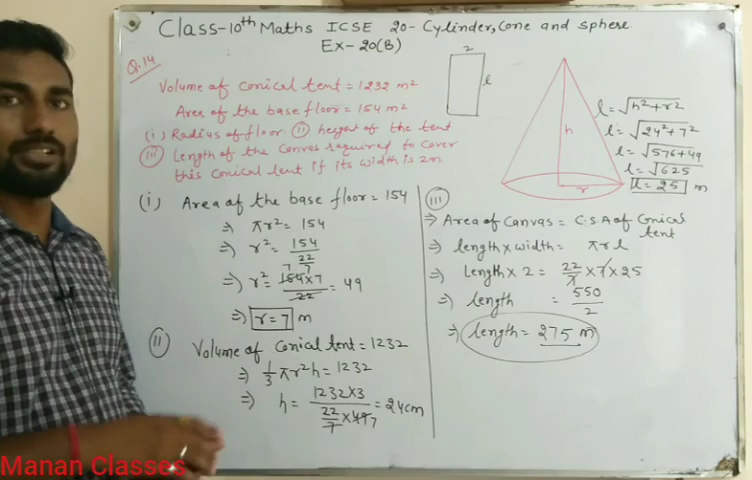 Class-10th Maths ICSE 20- Cylinder, Cone and sphere
Ex- 20(B)
Q.14
Volume of conical tent = 1232 m²
Area of the base floor = 154 m²
(i) Radius of floor (ii) height of the tent
(iii) Length of the canvas required to cover
this conical tent if its width is 2m
2
l
h
r
l = √h²+r²
l = √24²+7²
l = √576+49
l = √625
l = 25 m
(i) Area of the base floor = 154
⇒ πr² = 154
⇒ r² = 154/(22/7)
⇒ r² = 154×7/22 = 49
7
⇒ r = 7 m
(ii) Volume of Conical tent = 1232
⇒ 1/3 πr²h = 1232
⇒ h = 1232×3/(22/7 ×49) = 24cm
7
(iii)
⇒ Area of Canvas = C.S.A of Conical tent
⇒ length × width = πrl
⇒ Length × 2 = 22/7 × 7 × 25
⇒ length = 550/2
⇒ length = 275 m
Manan Classes